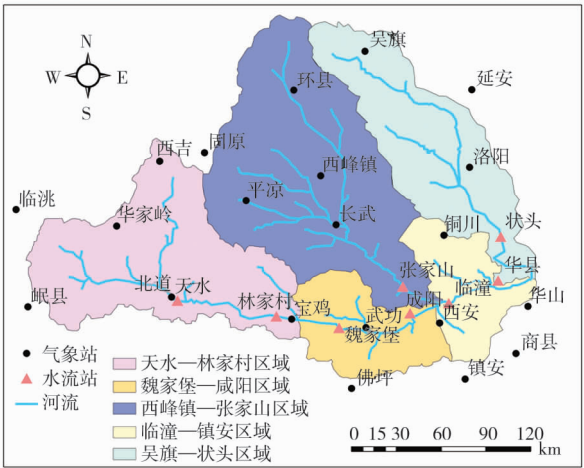 N
W E
S
吴旗
环县
延安
西吉
固原
西峰镇
洛阳
平凉
临洮
华家岭
长武
铜川
状头
张家山
华县
北道
天水
岷县
林家村
宝鸡
武功
咸阳
临潼
华山
西安
魏家堡
商县
佛坪
镇安
气象站
水流站
河流
天水—林家村区域
魏家堡—咸阳区域
西峰镇—张家山区域
临潼—镇安区域
吴旗—状头区域
0 15 30 60 90 120
km